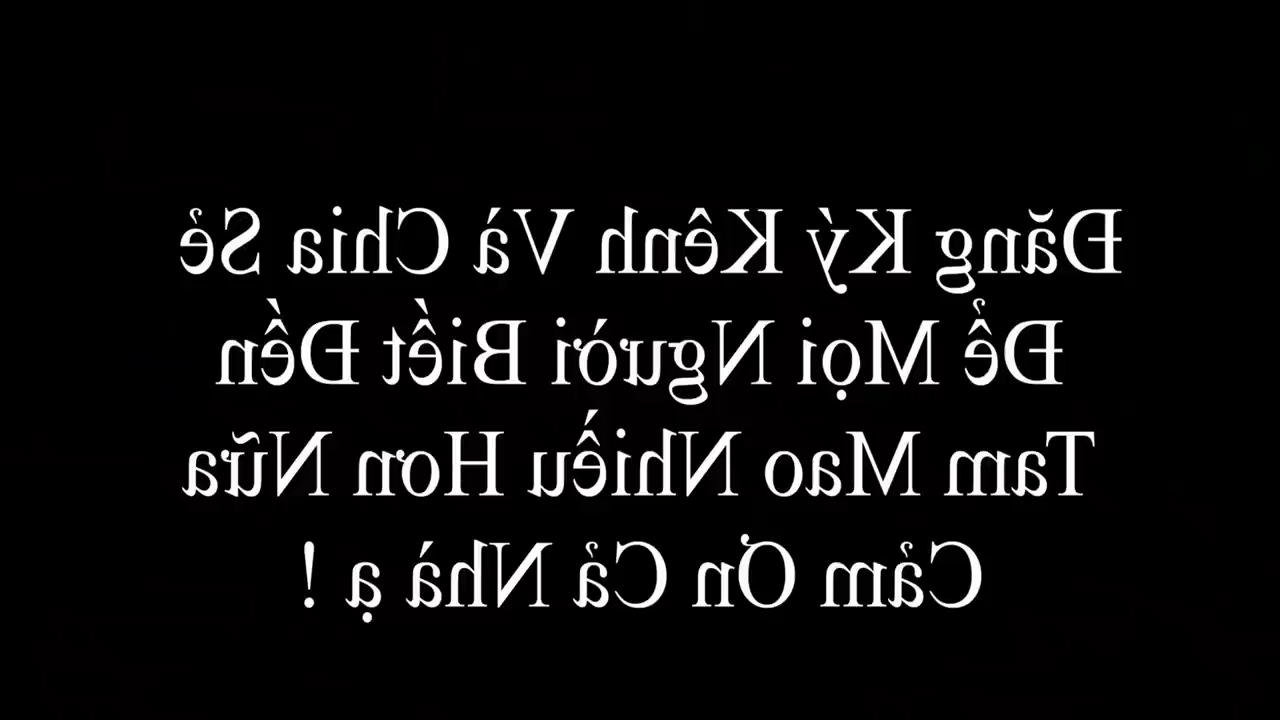 Đăng Ký Kênh Và Chia Sẻ
Để Mọi Người Biết Đến
Tam Mao Nhiếu Hơn Nữa
Cảm Ơn Cả Nhà ạ !